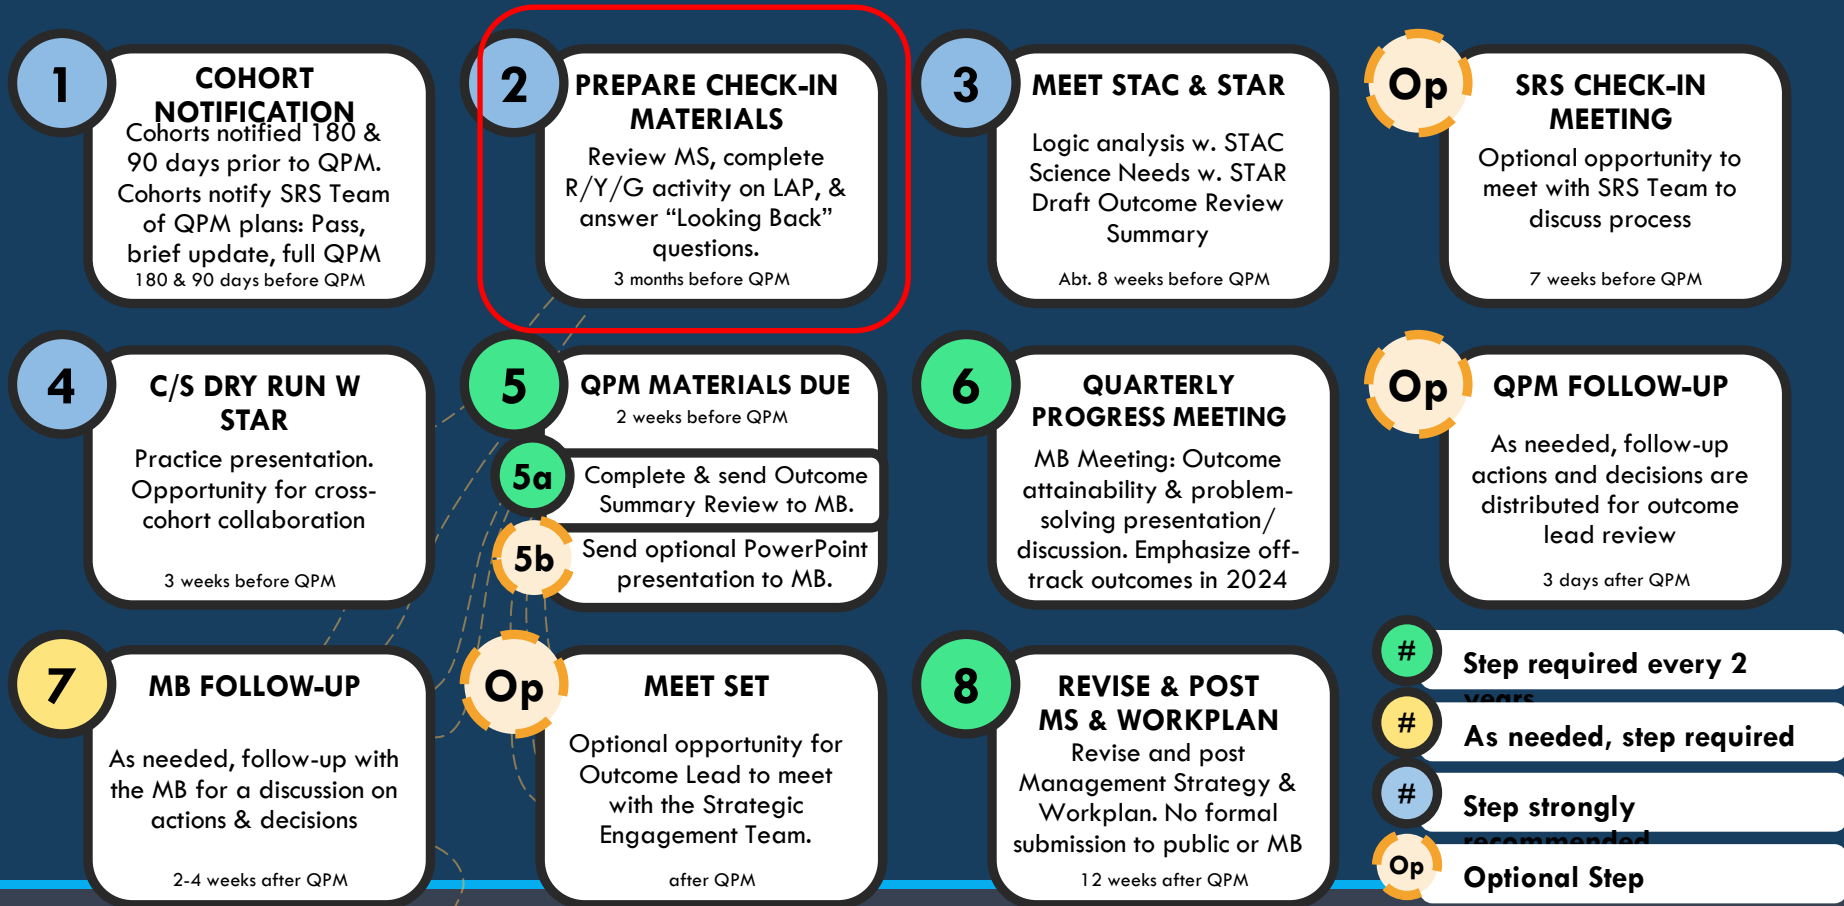 1
COHORT
NOTIFICATION
Cohorts notified 180 &
90 days prior to QPM.
Cohorts notify SRS Team
of QPM plans: Pass,
brief update, full QPM
180 & 90 days before QPM
2
PREPARE CHECK-IN
MATERIALS
Review MS, complete
R/Y/G activity on LAP, &
answer “Looking Back”
questions.
3 months before QPM
3
MEET STAC & STAR
Logic analysis w. STAC
Science Needs w. STAR
Draft Outcome Review
Summary
Abt. 8 weeks before QPM
Op
SRS CHECK-IN
MEETING
Optional opportunity to
meet with SRS Team to
discuss process
7 weeks before QPM
4
C/S DRY RUN W
STAR
Practice presentation.
Opportunity for cross-
cohort collaboration
3 weeks before QPM
5
QPM MATERIALS DUE
2 weeks before QPM
5a
Complete & send Outcome
Summary Review to MB.
5b
Send optional PowerPoint
presentation to MB.
6
QUARTERLY
PROGRESS MEETING
MB Meeting: Outcome
attainability & problem-
solving presentation/
discussion. Emphasize off-
track outcomes in 2024
Op
QPM FOLLOW-UP
As needed, follow-up
actions and decisions are
distributed for outcome
lead review
3 days after QPM
7
MB FOLLOW-UP
As needed, follow-up with
the MB for a discussion on
actions & decisions
2-4 weeks after QPM
Op
MEET SET
Optional opportunity for
Outcome Lead to meet
with the Strategic
Engagement Team.
after QPM
8
REVISE & POST
MS & WORKPLAN
Revise and post
Management Strategy &
Workplan. No formal
submission to public or MB
12 weeks after QPM
#
Step required every 2
years
#
As needed, step required
#
Step strongly
recommended
Op
Optional Step